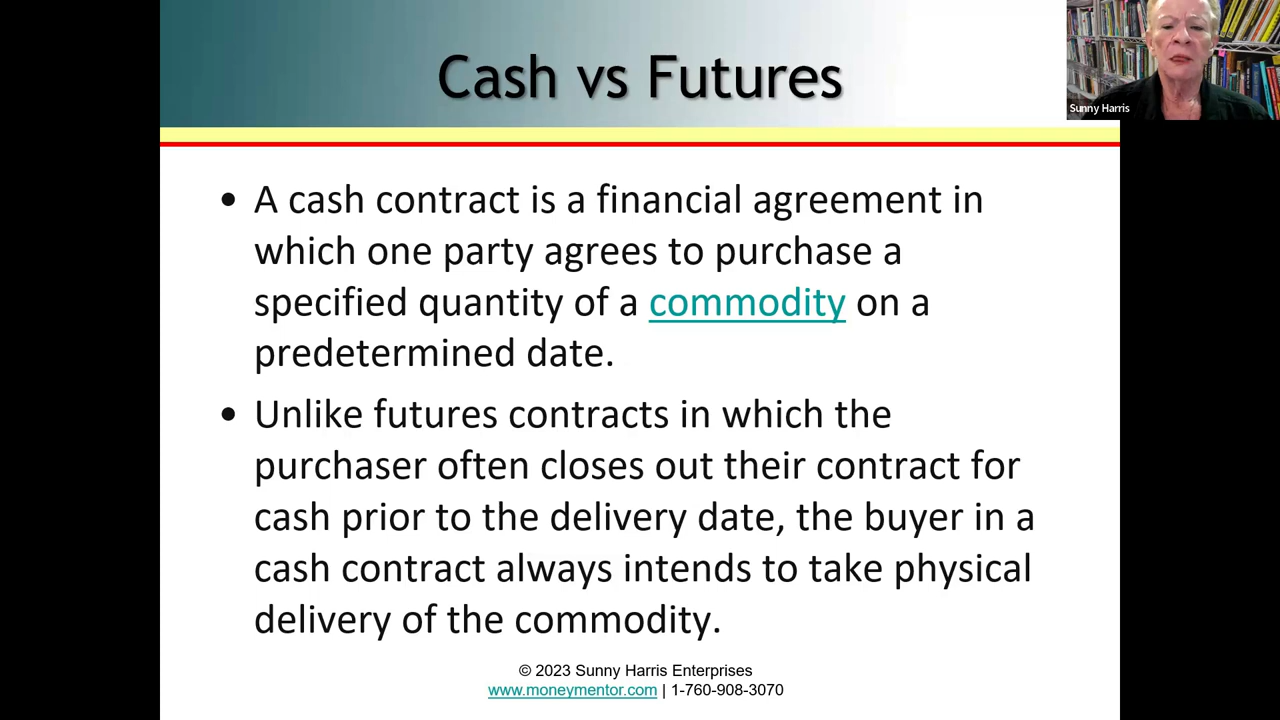 Cash vs Futures
Sunny Harris
• A cash contract is a financial agreement in
which one party agrees to purchase a
specified quantity of a commodity on a
predetermined date.
• Unlike futures contracts in which the
purchaser often closes out their contract for
cash prior to the delivery date, the buyer in a
cash contract always intends to take physical
delivery of the commodity.
© 2023 Sunny Harris Enterprises
www.moneymentor.com | 1-760-908-3070